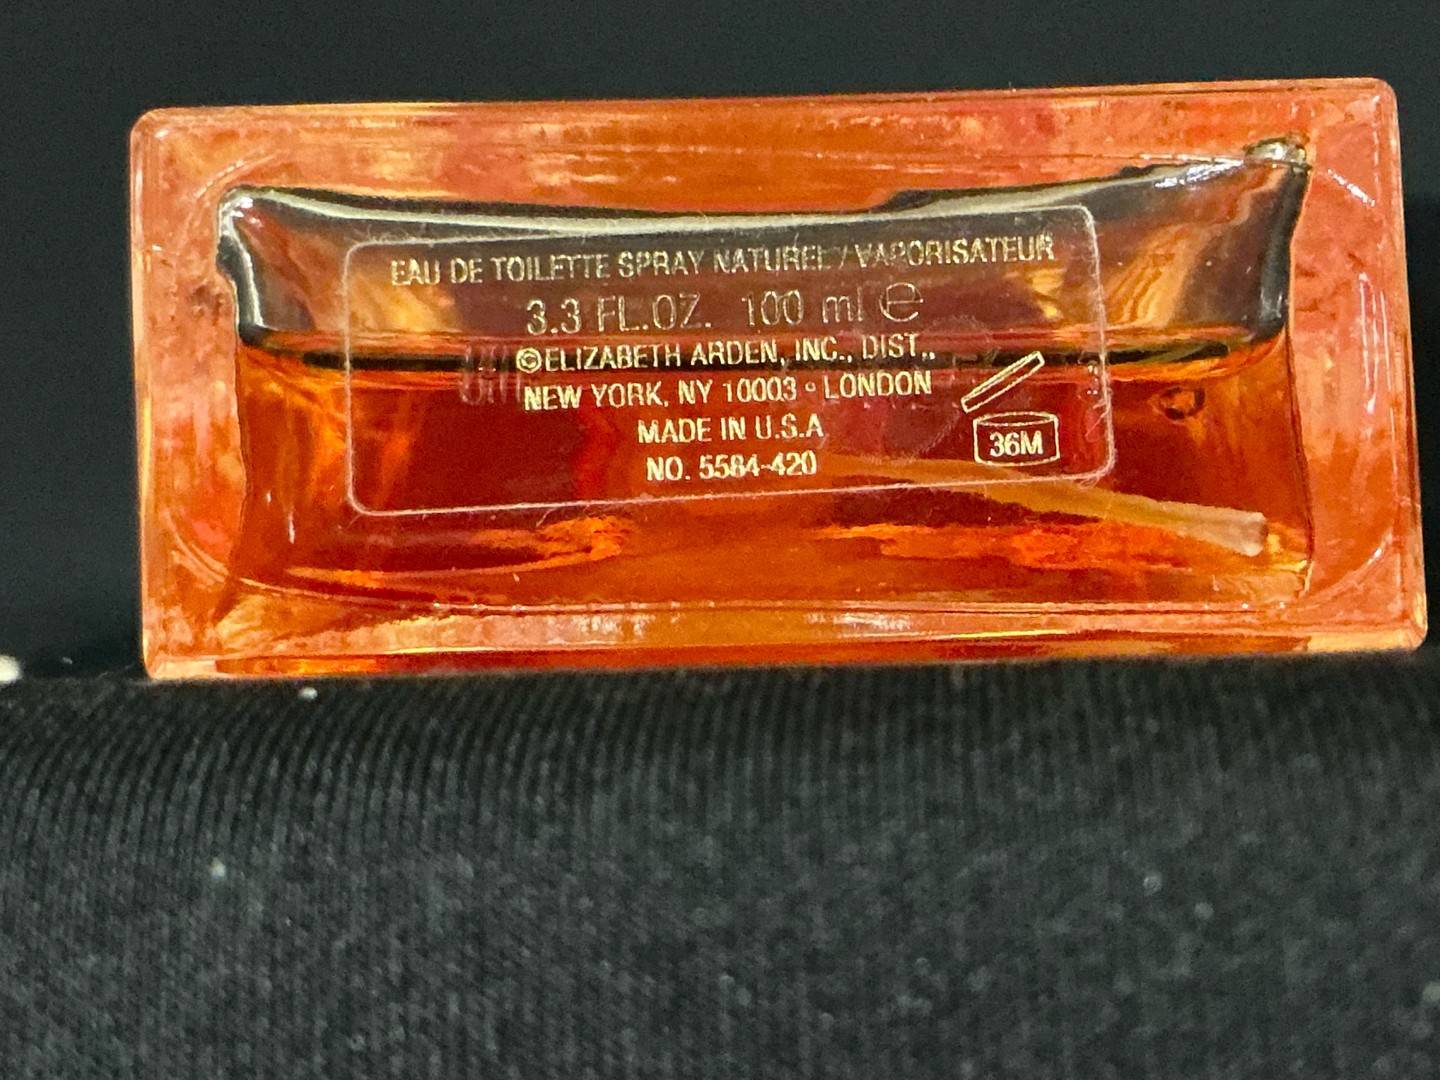 EAU DE TOILETTE SPRAY NATUREL / VAPORISATEUR
3.3 FL.OZ. 100 ml ℮
©ELIZABETH ARDEN, INC., DIST.,
NEW YORK, NY 10003 • LONDON
MADE IN U.S.A
NO. 5584-420
36M